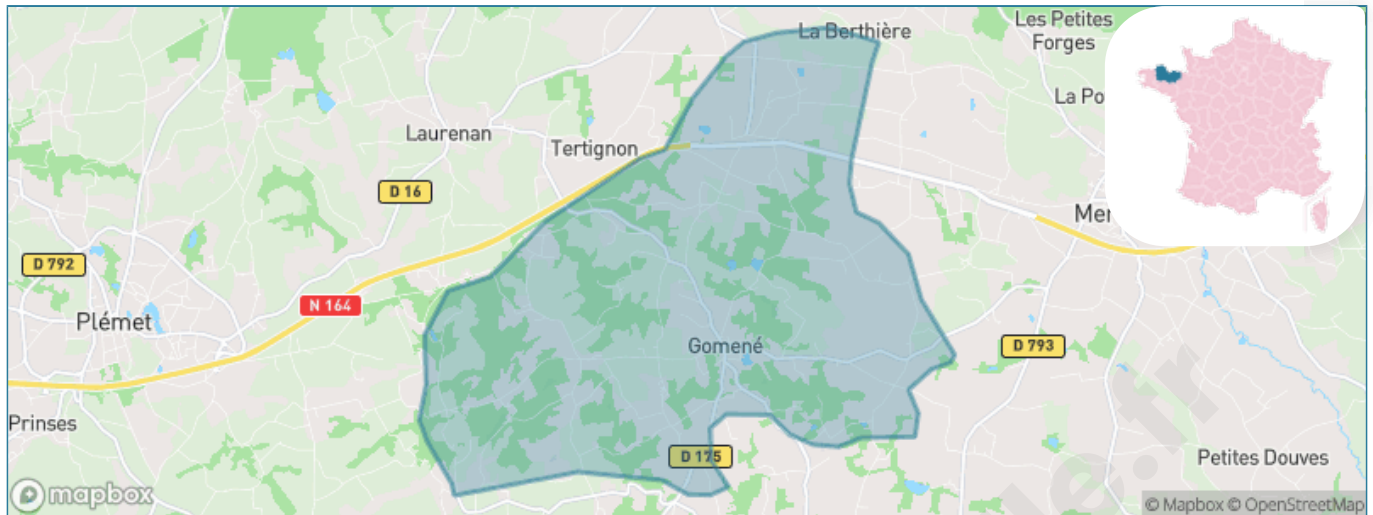 La Berthière
Les Petites
Forges
La Po
Laurenan
Tertignon
D 16
Mer
D 792
N 164
Plémet
Gomené
D 793
Prinses
D 175
Petites Douves
mapbox
© Mapbox © OpenStreetMap